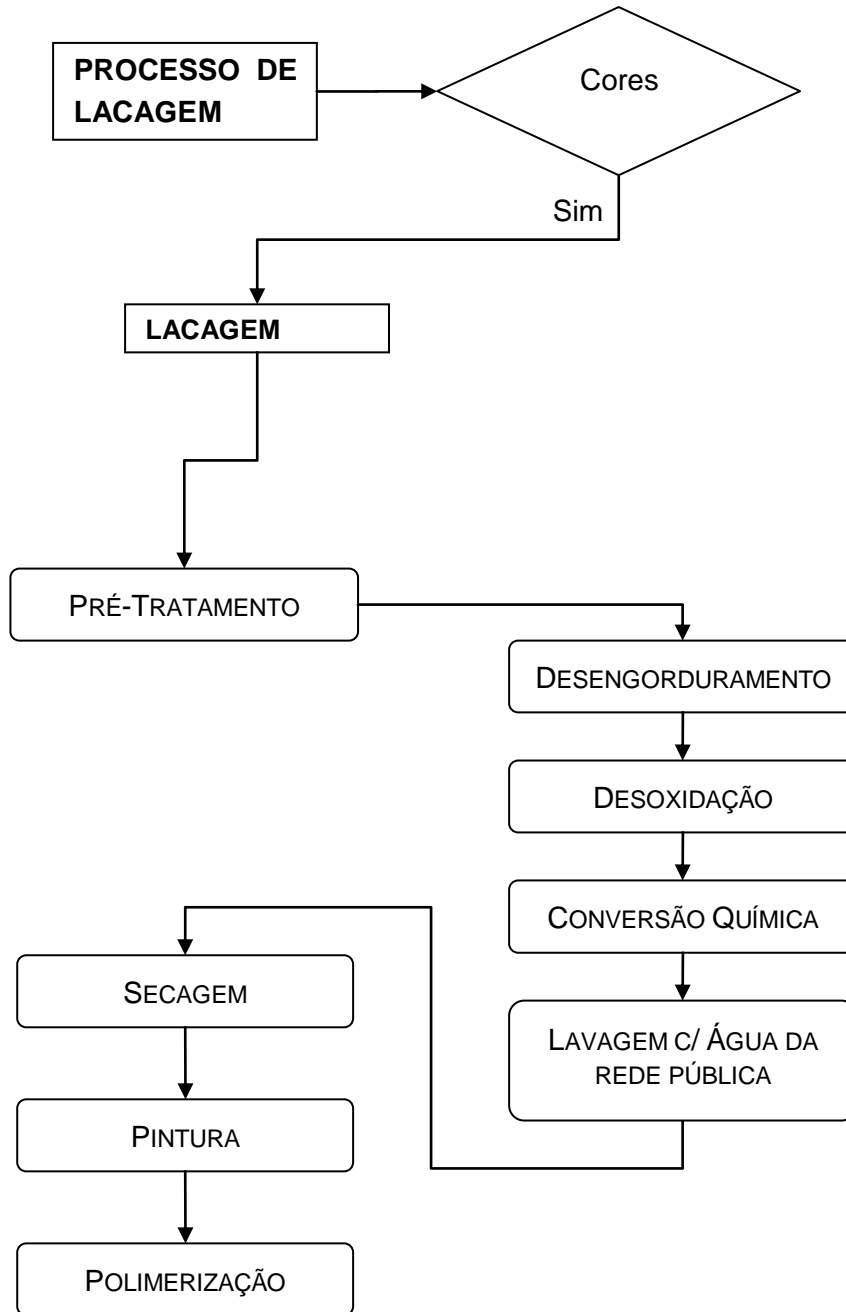 PROCESSO DE
LACAGEM
Cores
Sim
LACAGEM
PRÉ-TRATAMENTO
DESENGORDURAMENTO
DESOXIDAÇÃO
CONVERSÃO QUÍMICA
LAVAGEM C/ ÁGUA DA
REDE PÚBLICA
SECAGEM
PINTURA
POLIMERIZAÇÃO